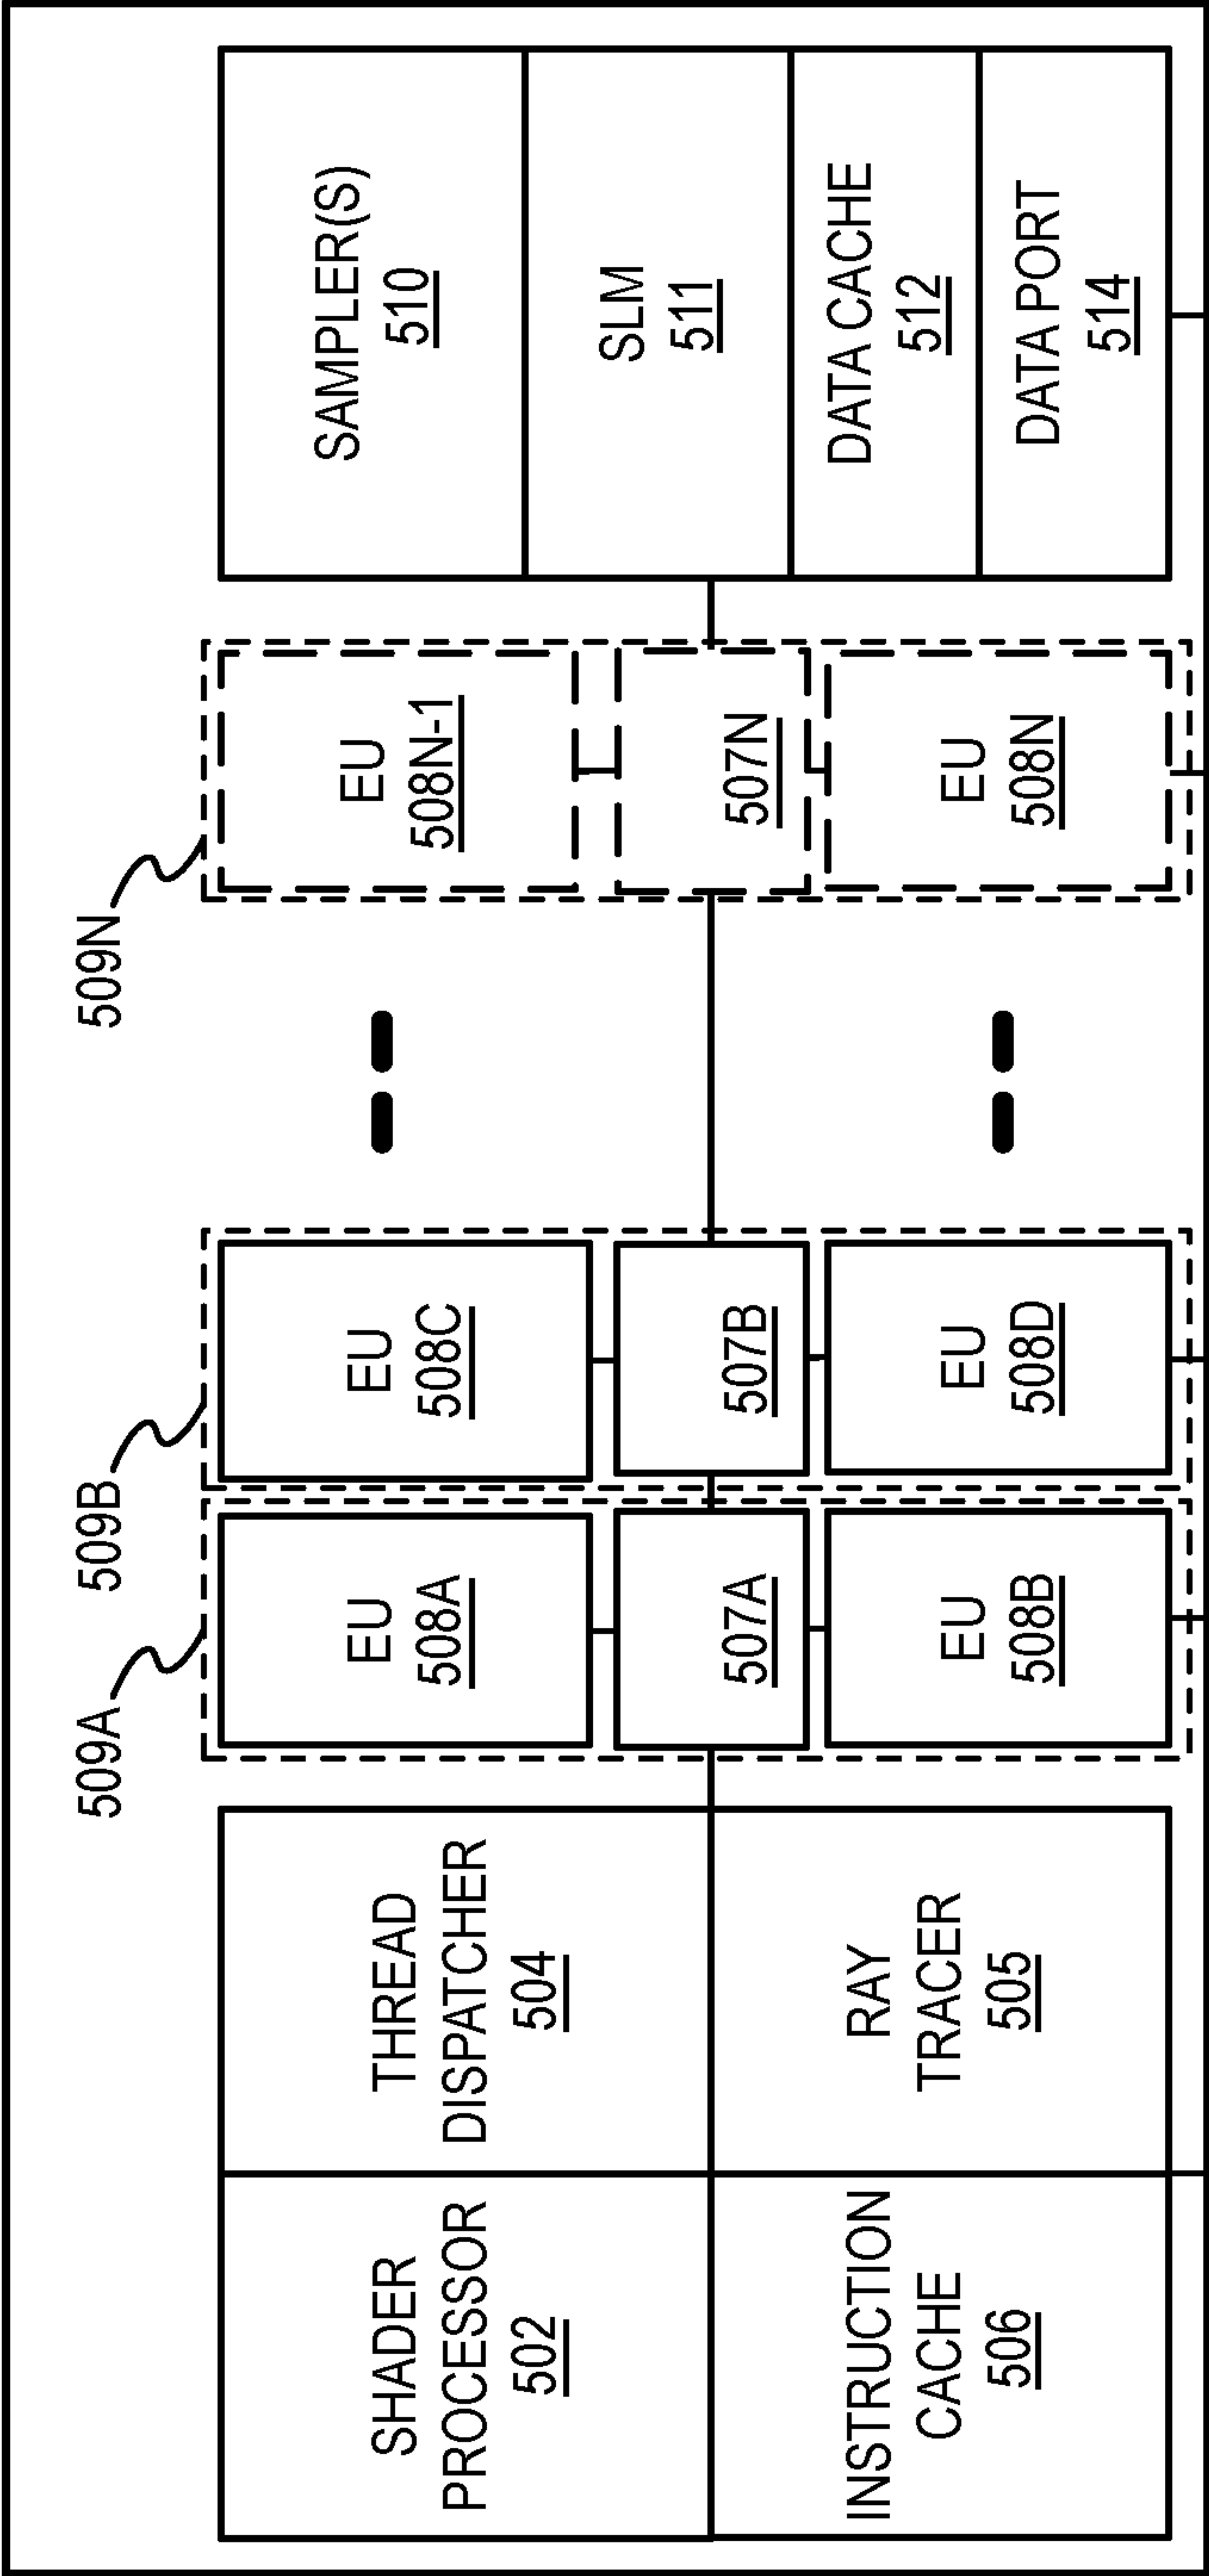 509A
509B
509N
SHADER
PROCESSOR
502
THREAD
DISPATCHER
504
INSTRUCTION
CACHE
506
RAY
TRACER
505
EU
508A
507A
EU
508B
EU
508C
507B
EU
508D
EU
508N-1
507N
EU
508N
SAMPLER(S)
510
SLM
511
DATA CACHE
512
DATA PORT
514